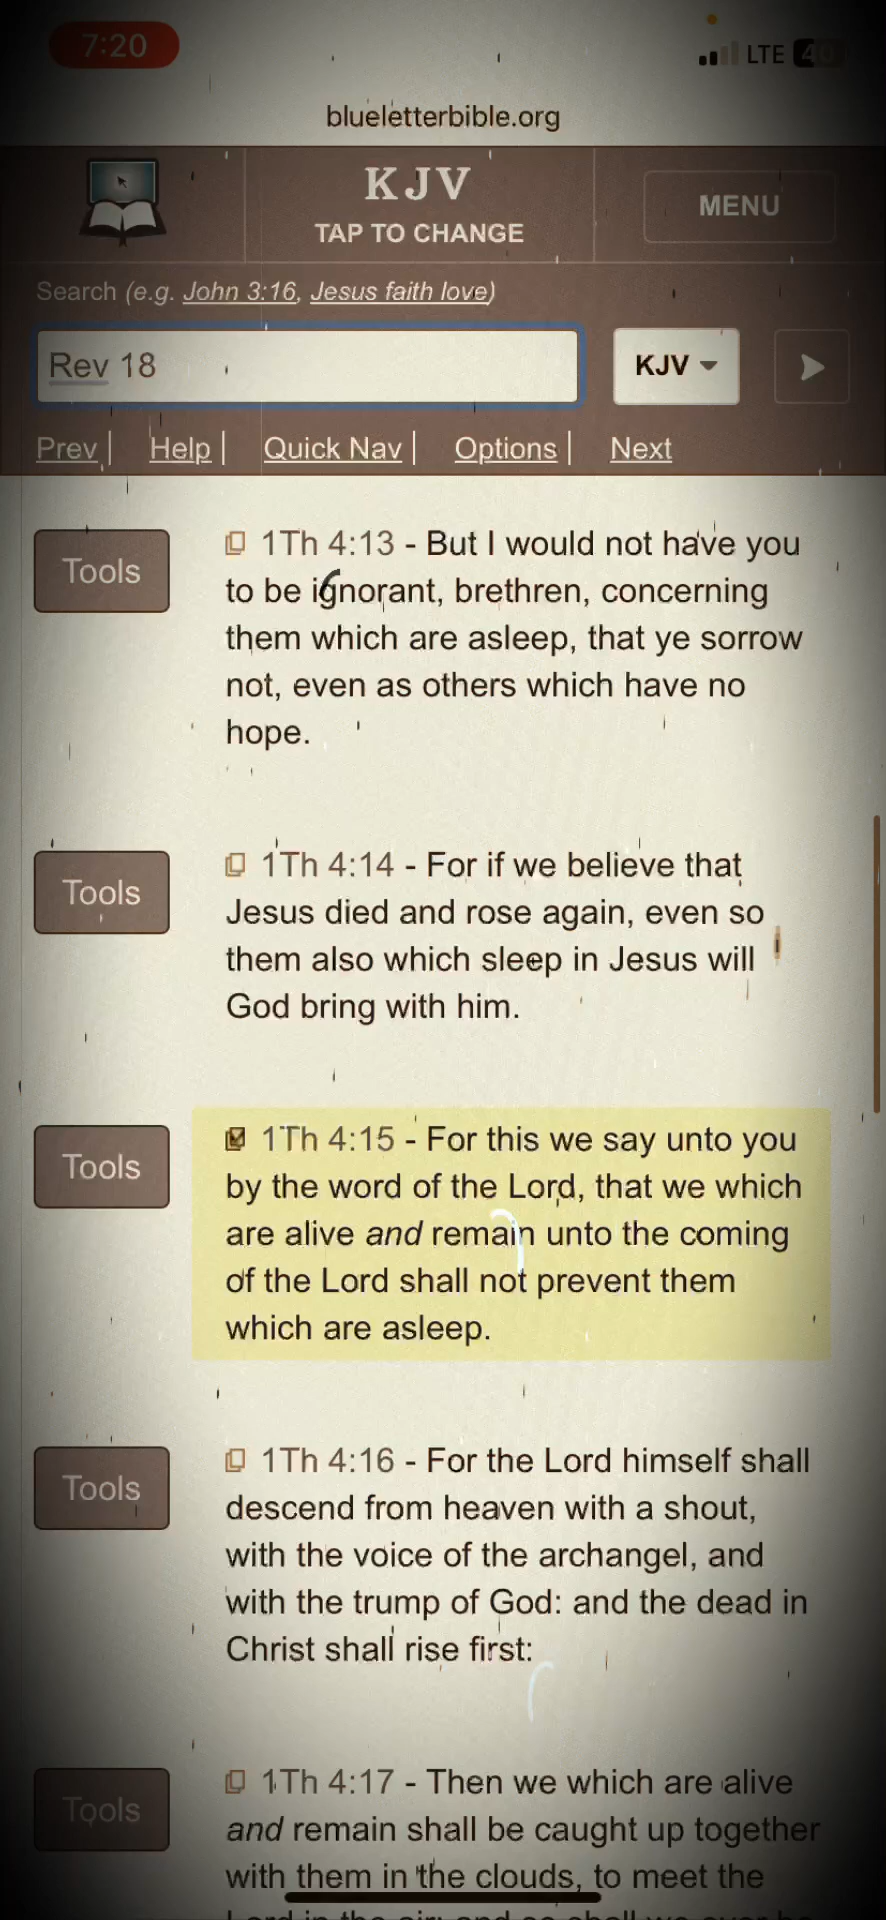 7:20
LTE 40
blueletterbible.org
KJV
TAP TO CHANGE
MENU
Search (e.g. John 3:16, Jesus faith love)
Rev 18
KJV
Prev | Help | Quick Nav | Options | Next
Tools
1Th 4:13 - But I would not have you
to be ignorant, brethren, concerning
them which are asleep, that ye sorrow
not, even as others which have no
hope.
Tools
1Th 4:14 - For if we believe that
Jesus died and rose again, even so
them also which sleep in Jesus will
God bring with him.
Tools
1Th 4:15 - For this we say unto you
by the word of the Lord, that we which
are alive and remain unto the coming
of the Lord shall not prevent them
which are asleep.
Tools
1Th 4:16 - For the Lord himself shall
descend from heaven with a shout,
with the voice of the archangel, and
with the trump of God: and the dead in
Christ shall rise first:
Tools
1Th 4:17 - Then we which are alive
and remain shall be caught up together
with them in the clouds, to meet the